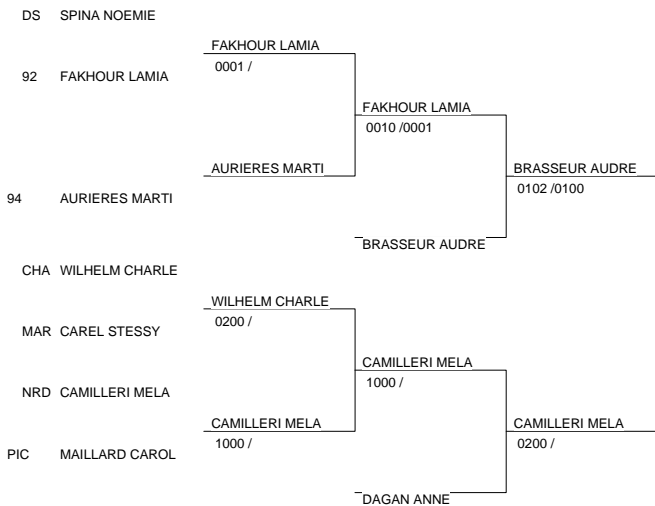 DS SPINA NOEMIE
FAKHOUR LAMIA
0001 /
92 FAKHOUR LAMIA
FAKHOUR LAMIA
0010 /0001
AURIERES MARTI
BRASSEUR AUDRE
0102 /0100
94 AURIERES MARTI
BRASSEUR AUDRE
CHA WILHELM CHARLE
WILHELM CHARLE
0200 /
MAR CAREL STESSY
CAMILLERI MELA
1000 /
NRD CAMILLERI MELA
CAMILLERI MELA
1000 /
CAMILLERI MELA
0200 /
PIC MAILLARD CAROL
DAGAN ANNE